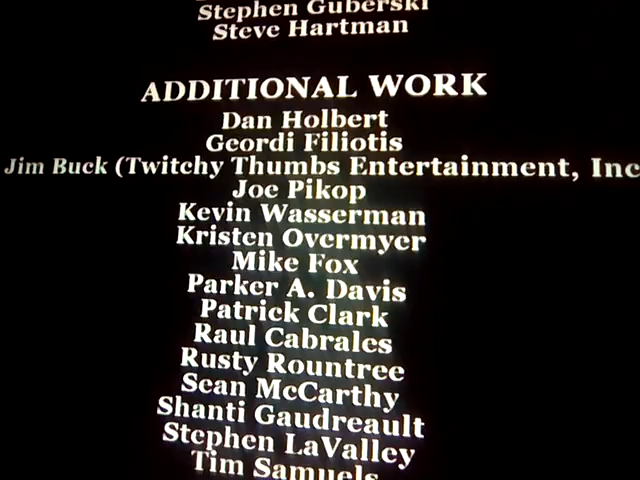 Stephen Guberski
Steve Hartman
ADDITIONAL WORK
Dan Holbert
Geordi Filiotis
Jim Buck (Twitchy Thumbs Entertainment, Inc
Joe Pikop
Kevin Wasserman
Kristen Overmyer
Mike Fox
Parker A. Davis
Patrick Clark
Raul Cabrales
Rusty Rountree
Sean McCarthy
Shanti Gaudreault
Stephen LaValley
Tim Samuels